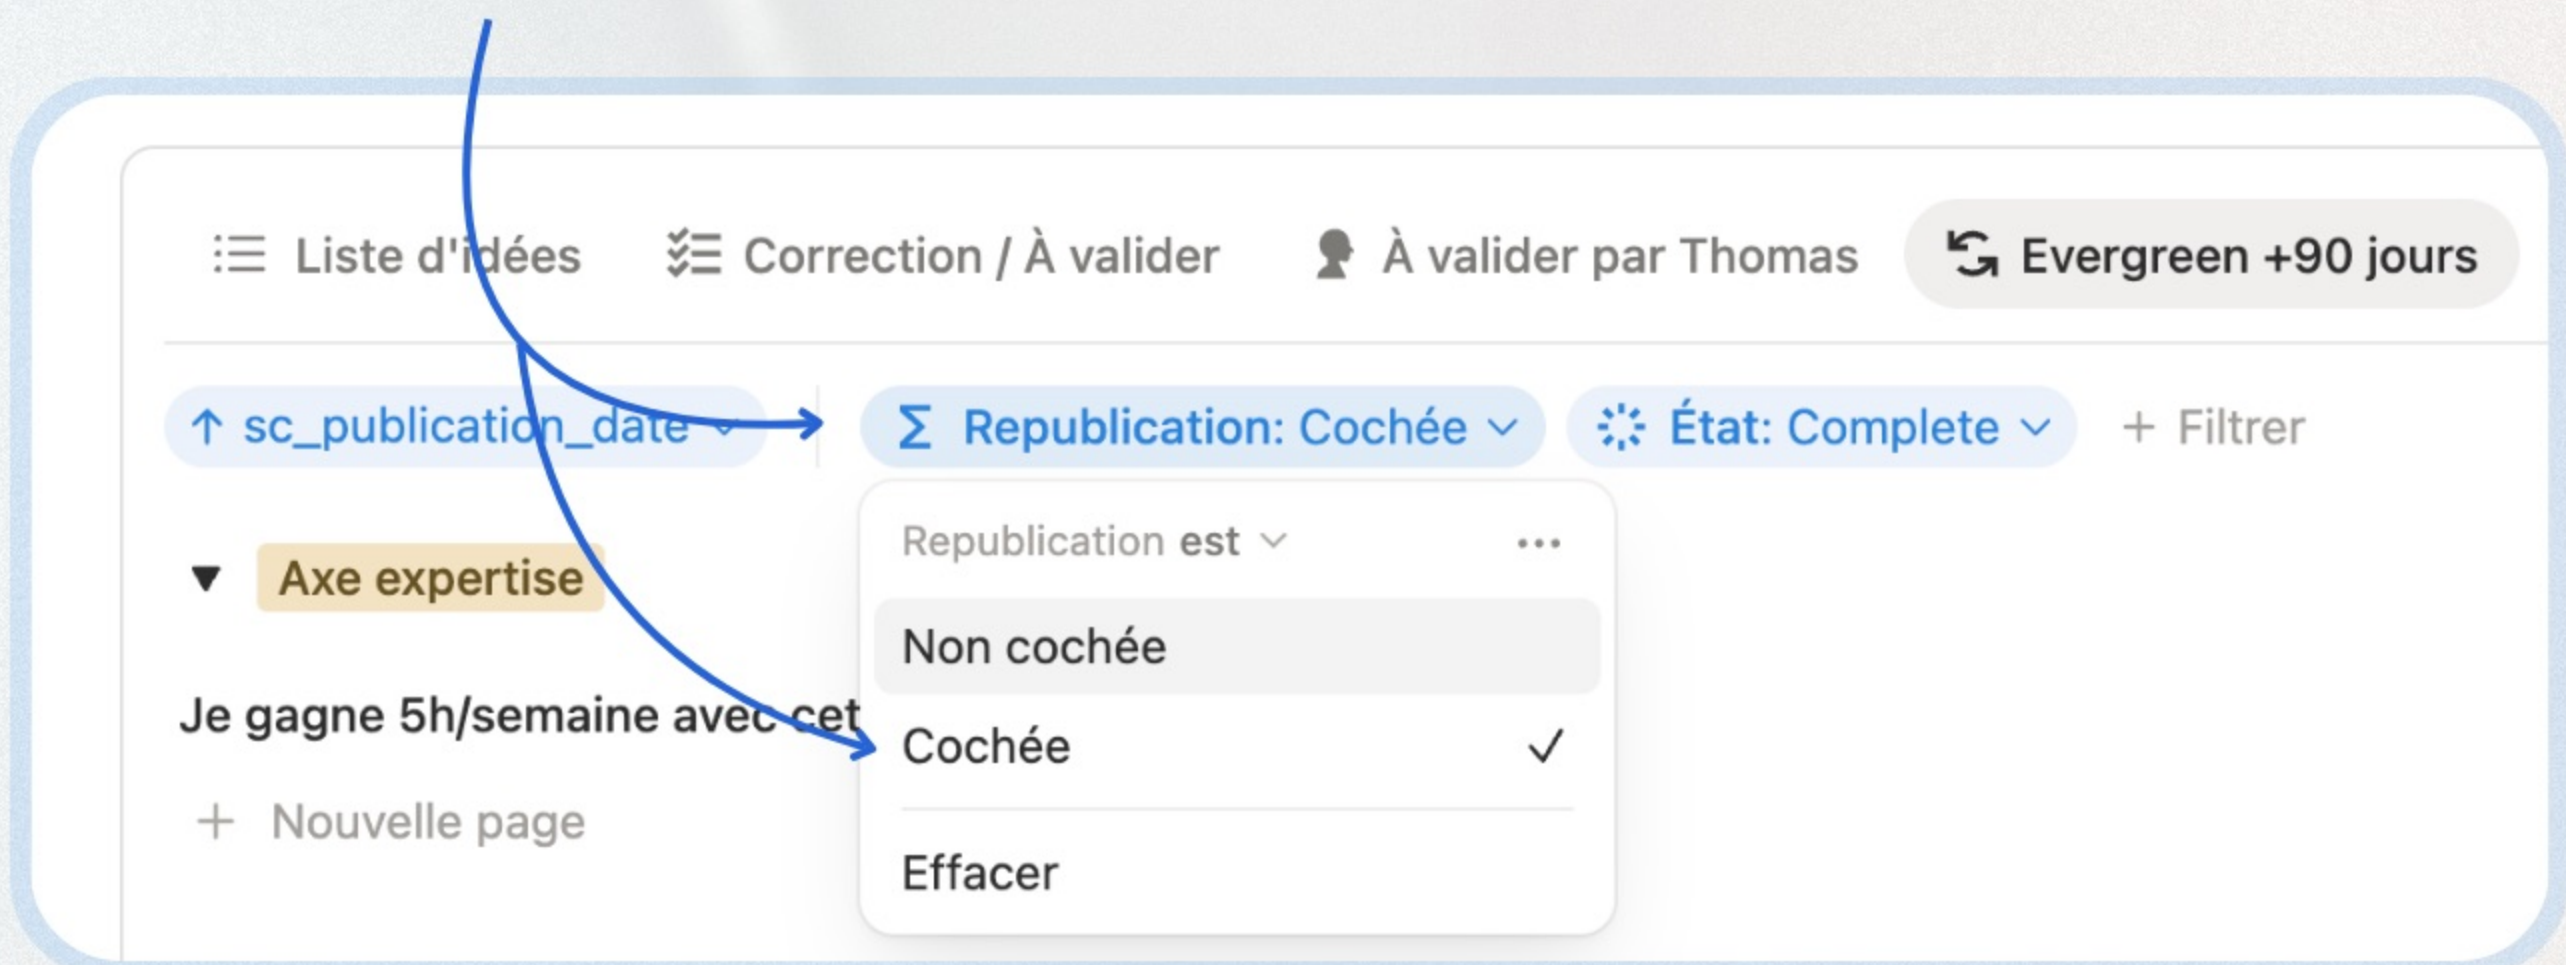 Liste d'idées
Correction / À valider
À valider par Thomas
Evergreen +90 jours
sc_publication_date
Republication: Cochée
État: Complete
+ Filtrer
Axe expertise
Republication est
Non cochée
Je gagne 5h/semaine avec cet
Cochée
+ Nouvelle page
Effacer